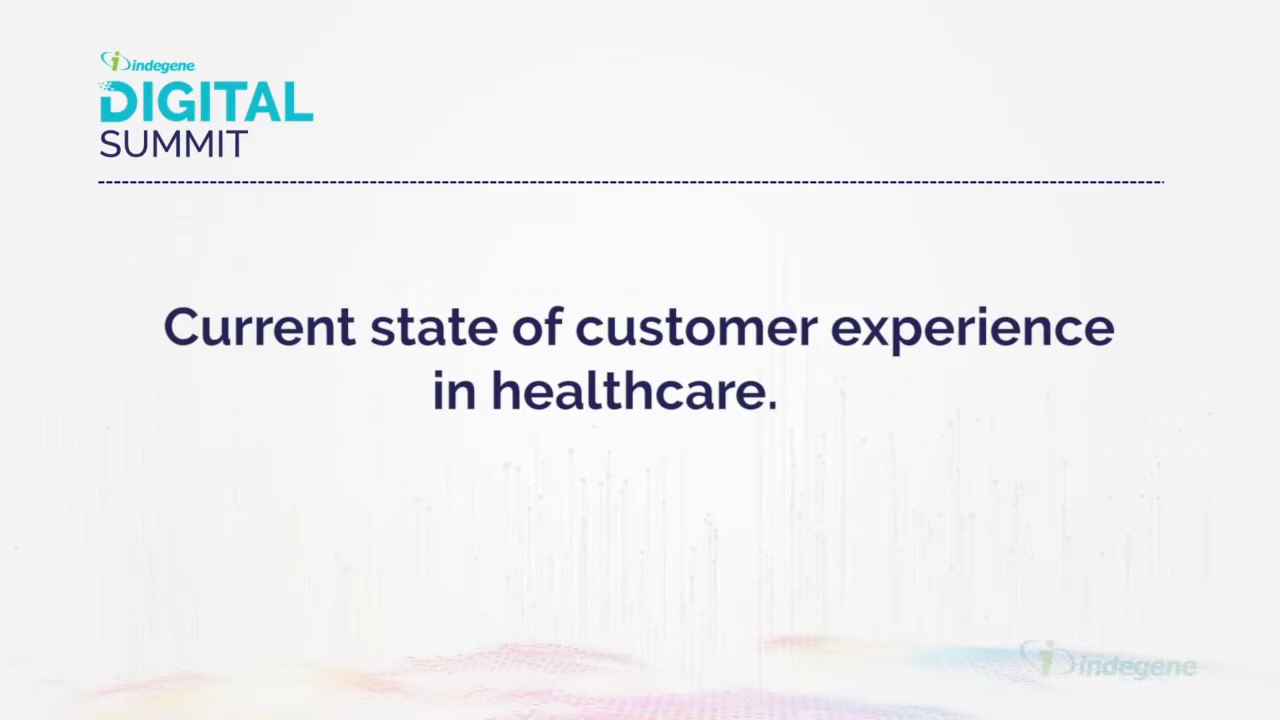 indegene
DIGITAL
SUMMIT
Current state of customer experience
in healthcare.
indegene